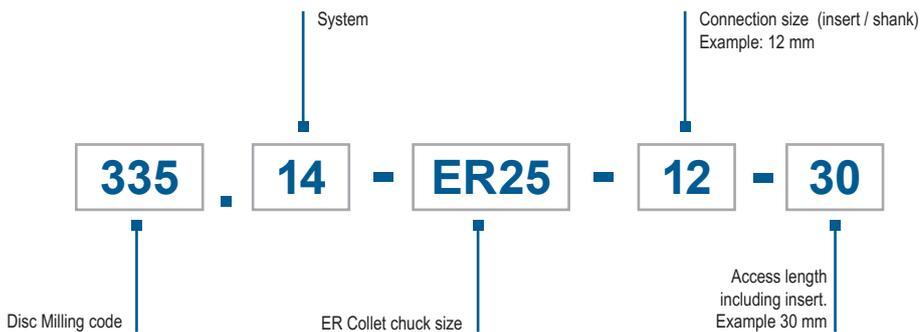 System
Connection size (insert / shank)
Example: 12 mm
335 . 14 - ER25 - 12 - 30
Disc Milling code
ER Collet chuck size
Access length
including insert.
Example 30 mm